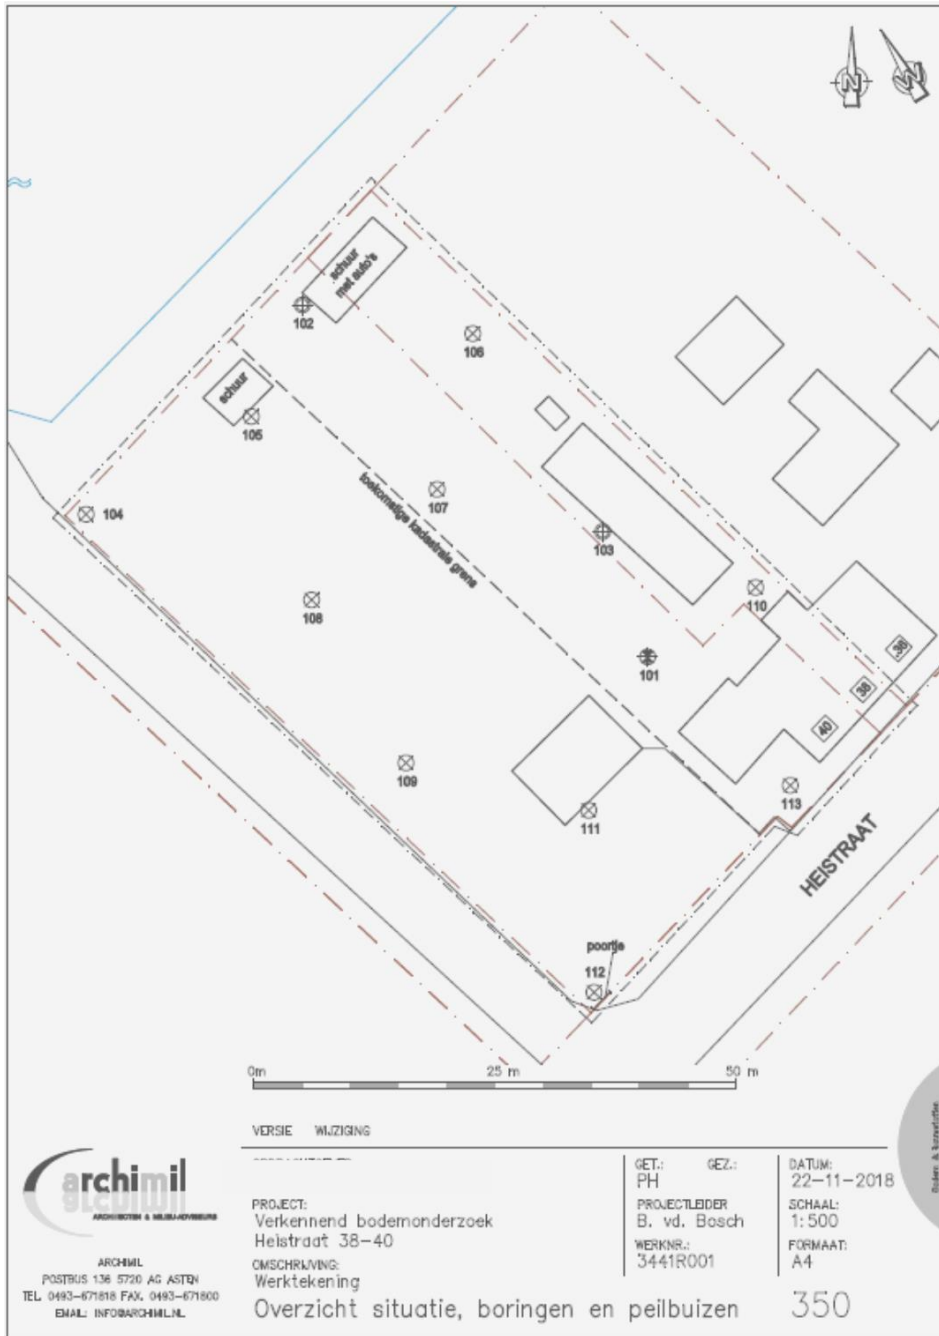 N
W
schuur
met auto's
102
106
schuur
105
104
107
toekomstige kadastrale grens
103
108
110
101
38
38
40
109
111
113
HEISTRAAT
poortje
112
0m 25 m 50 m
VERSIE WIJZIGING
GET.: GEZ.: DATUM:
PH 22-11-2018
PROJECT: PROJECTLEIDER SCHAAL:
Verkennend bodemonderzoek B. vd. Bosch 1:500
Heistraat 38-40
WERKNR.: FORMAAT:
OMSCHRIJVING: 3441R001 A4
Werktekening
Overzicht situatie, boringen en peilbuizen 350
archimil
ARCHITECTEN & MILIEU-ADVISEURS
ARCHIMIL
POSTBUS 136 5720 AG ASTEN
TEL. 0493-671818 FAX. 0493-671800
EMAIL: INFO@ARCHIMIL.NL